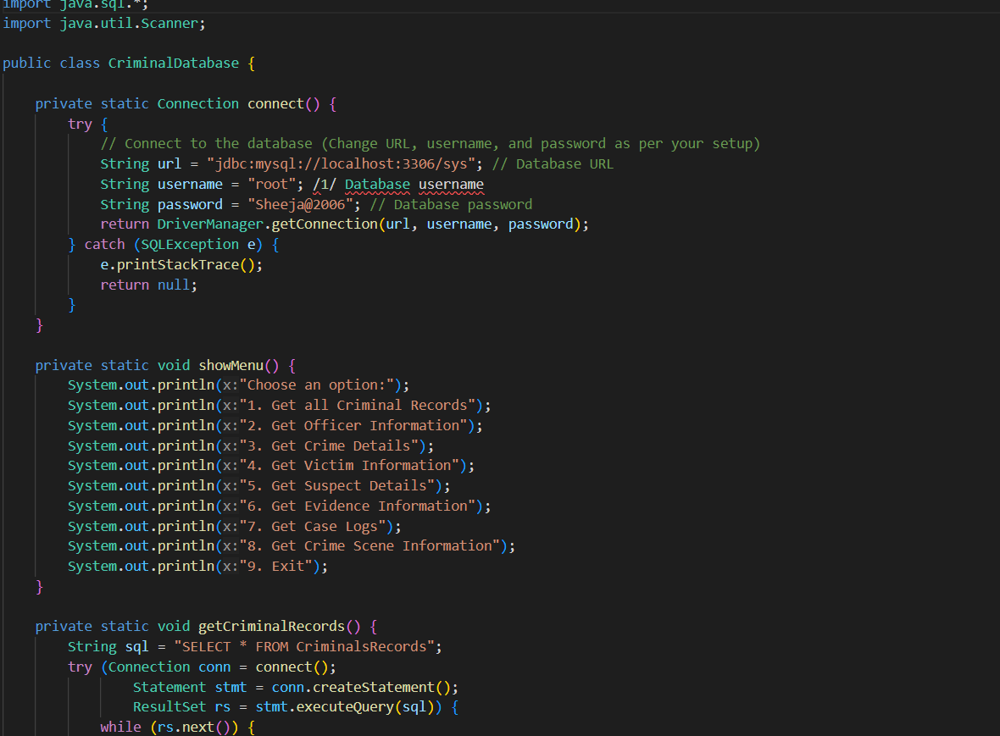 import java.sql.*;
import java.util.Scanner;
public class CriminalDatabase {
private static Connection connect() {
try {
// Connect to the database (Change URL, username, and password as per your setup)
String url = "jdbc:mysql://localhost:3306/sys"; // Database URL
String username = "root"; /1/ Database username
String password = "Sheeja@2006"; // Database password
return DriverManager.getConnection(url, username, password);
} catch (SQLException e) {
e.printStackTrace();
return null;
}
}
private static void showMenu() {
System.out.println(x:"Choose an option:");
System.out.println(x:"1. Get all Criminal Records");
System.out.println(x:"2. Get Officer Information");
System.out.println(x:"3. Get Crime Details");
System.out.println(x:"4. Get Victim Information");
System.out.println(x:"5. Get Suspect Details");
System.out.println(x:"6. Get Evidence Information");
System.out.println(x:"7. Get Case Logs");
System.out.println(x:"8. Get Crime Scene Information");
System.out.println(x:"9. Exit");
}
private static void getCriminalRecords() {
String sql = "SELECT * FROM CriminalsRecords";
try (Connection conn = connect();
Statement stmt = conn.createStatement();
ResultSet rs = stmt.executeQuery(sql)) {
while (rs.next()) {